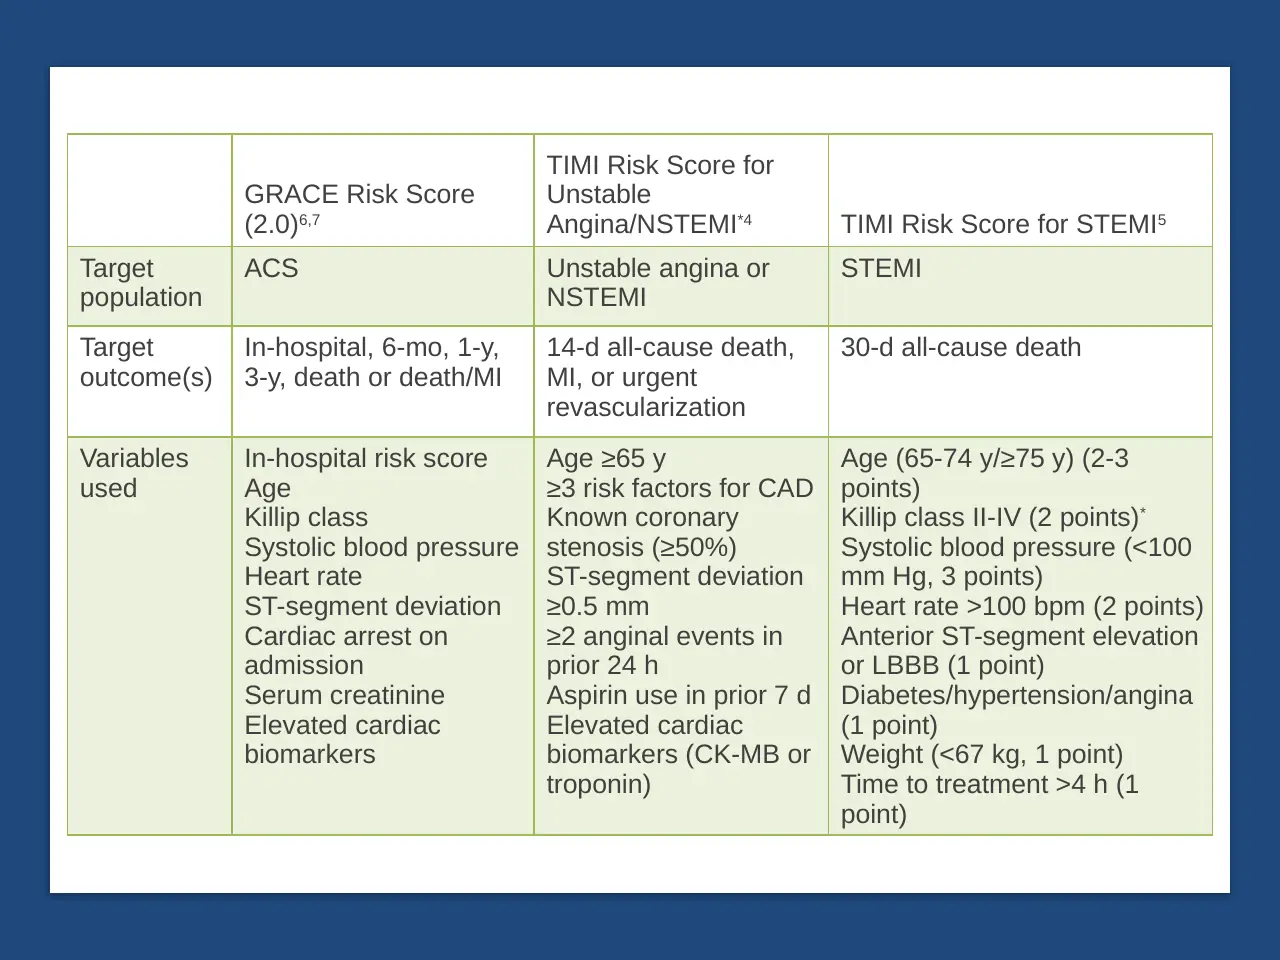 GRACE Risk Score
(2.0)6,7
TIMI Risk Score for
Unstable
Angina/NSTEMI*4
TIMI Risk Score for STEMI5
Target
population
ACS
Unstable angina or
NSTEMI
STEMI
Target
outcome(s)
In-hospital, 6-mo, 1-y,
3-y, death or death/MI
14-d all-cause death,
MI, or urgent
revascularization
30-d all-cause death
Variables
used
In-hospital risk score
Age
Killip class
Systolic blood pressure
Heart rate
ST-segment deviation
Cardiac arrest on
admission
Serum creatinine
Elevated cardiac
biomarkers
Age ≥65 y
≥3 risk factors for CAD
Known coronary
stenosis (≥50%)
ST-segment deviation
≥0.5 mm
≥2 anginal events in
prior 24 h
Aspirin use in prior 7 d
Elevated cardiac
biomarkers (CK-MB or
troponin)
Age (65-74 y/≥75 y) (2-3
points)
Killip class II-IV (2 points)*
Systolic blood pressure (<100
mm Hg, 3 points)
Heart rate >100 bpm (2 points)
Anterior ST-segment elevation
or LBBB (1 point)
Diabetes/hypertension/angina
(1 point)
Weight (<67 kg, 1 point)
Time to treatment >4 h (1
point)